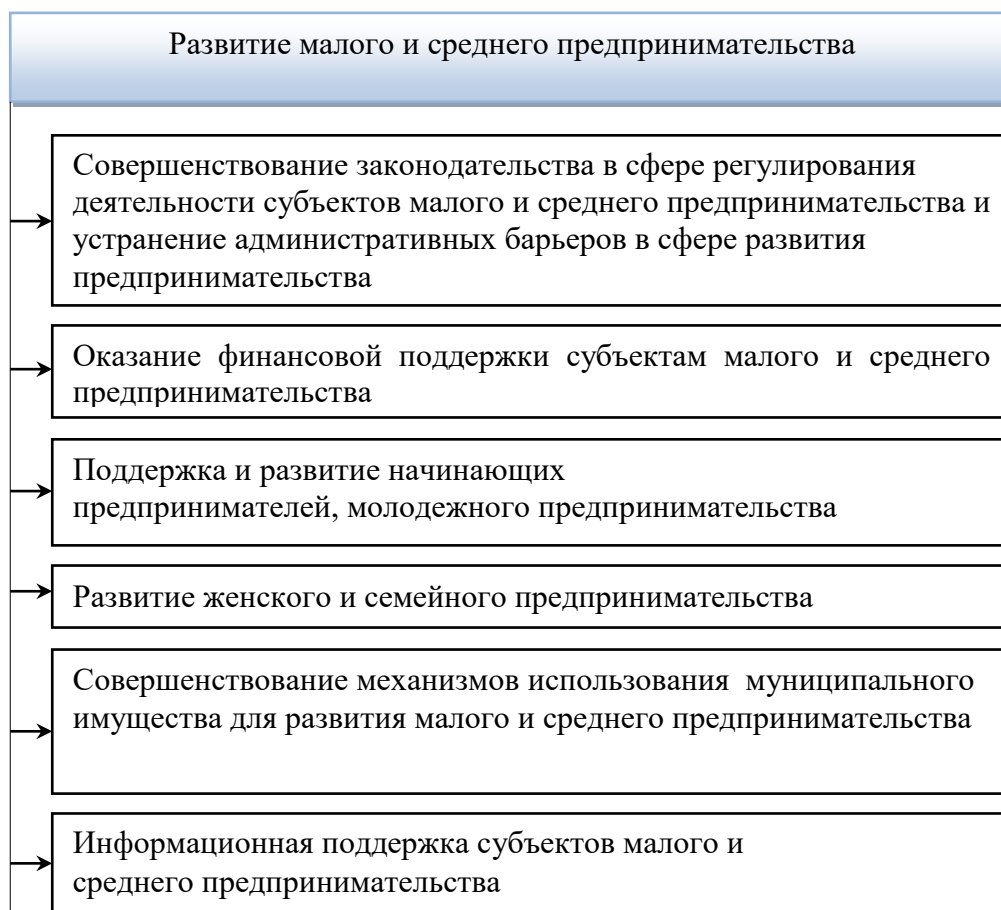 Развитие малого и среднего предпринимательства
Совершенствование законодательства в сфере регулирования
деятельности субъектов малого и среднего предпринимательства и
устранение административных барьеров в сфере развития
предпринимательства
Оказание финансовой поддержки субъектам малого и среднего
предпринимательства
Поддержка и развитие начинающих
предпринимателей, молодежного предпринимательства
Развитие женского и семейного предпринимательства
Совершенствование механизмов использования муниципального
имущества для развития малого и среднего предпринимательства
Информационная поддержка субъектов малого и
среднего предпринимательства